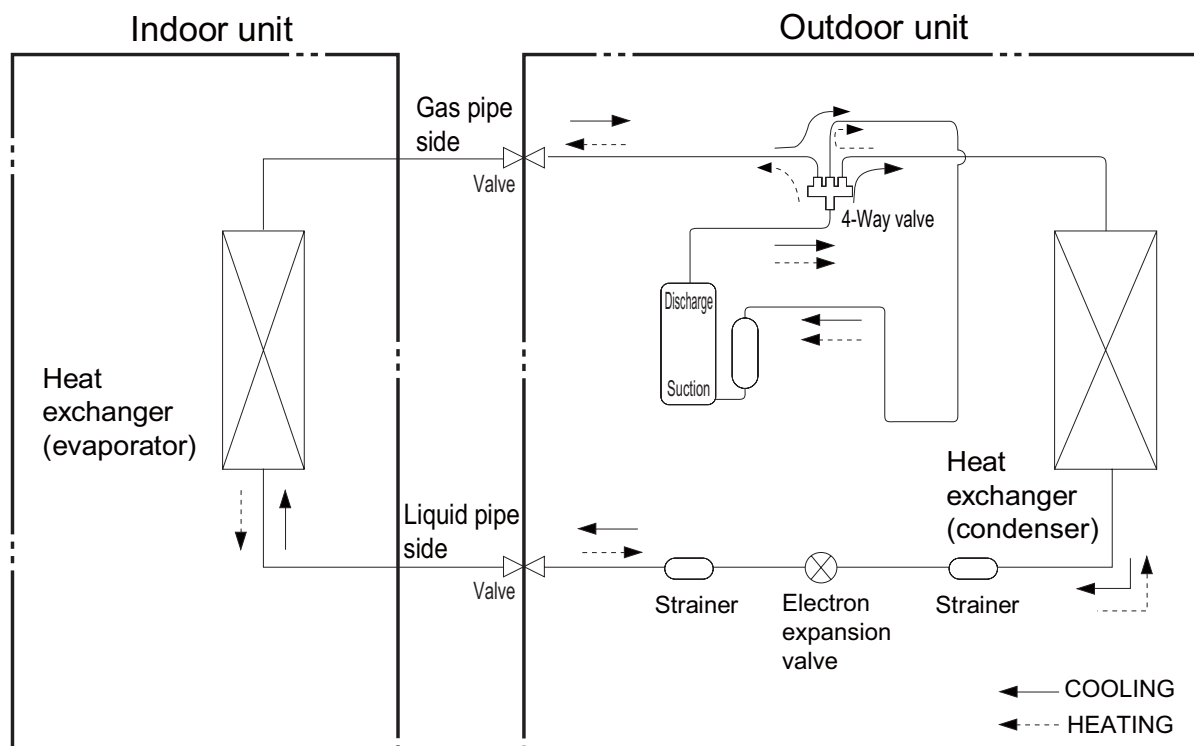 Indoor unit
Outdoor unit
Gas pipe
side
Valve
4-Way valve
Discharge
Suction
Heat
exchanger
(evaporator)
Heat
exchanger
(condenser)
Liquid pipe
side
Valve
Strainer
Electron
expansion
valve
Strainer
COOLING
HEATING